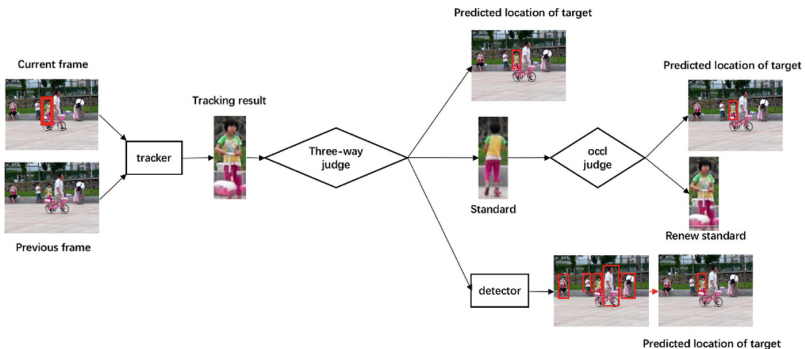 Predicted location of target
Current frame
Predicted location of target
Tracking result
tracker
Three-way
judge
occl
judge
Standard
Previous frame
Renew standard
detector
Predicted location of target